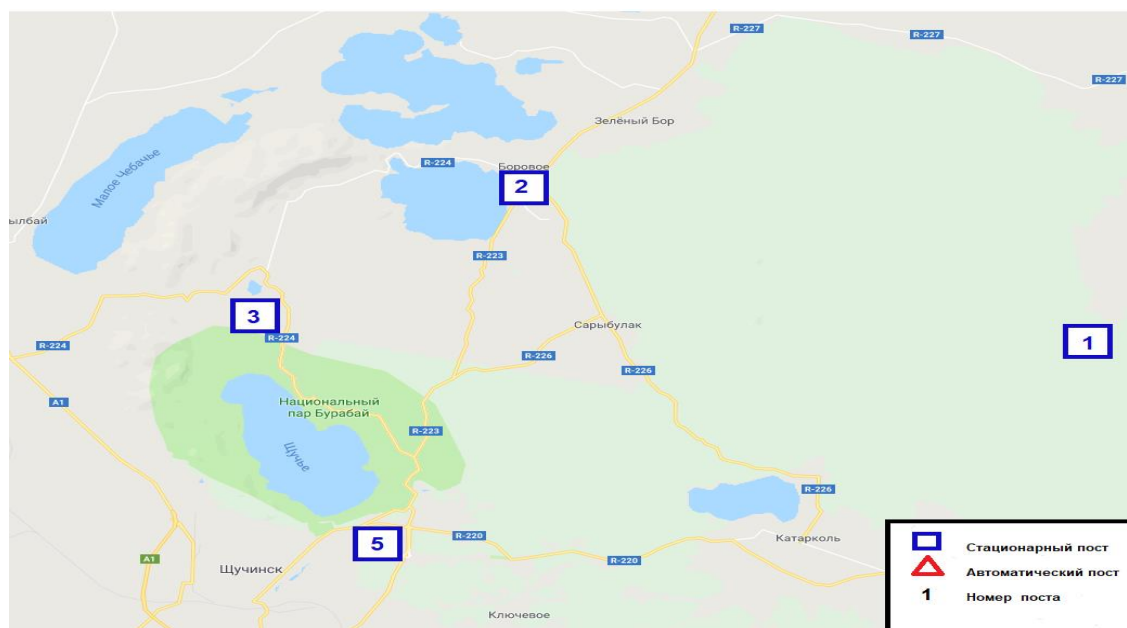 R-227
R-227
R-227
Зелёный Бор
R-224
Боровое
2
Малое Чебачье
ылбай
R-223
3
R-224
Сарыбулак
1
R-224
R-226
R-226
A1
Национальный
пар Бурабай
R-223
Щучье
R-226
5
R-220
Катарколь
A1
R-220
Щучинск
Ключевое
Стационарный пост
Автоматический пост
1 Номер поста